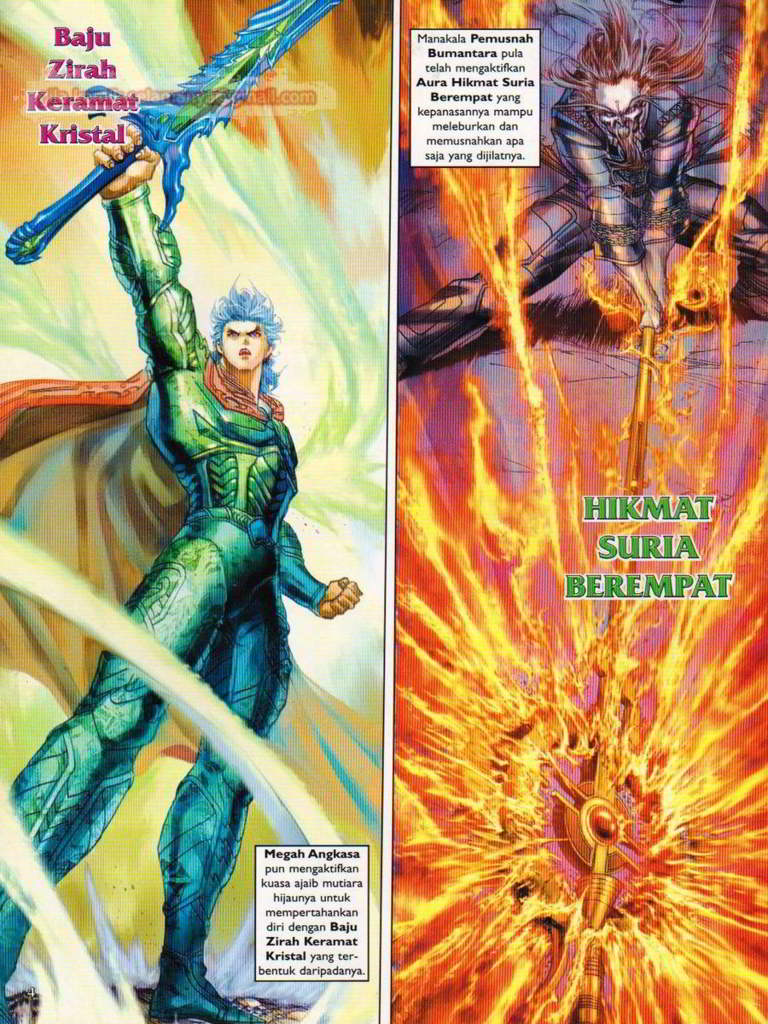 Baju
Zirah
Keramat
Kristal
Megah Angkasa
pun mengaktifkan
kuasa ajaib mutiara
hijaunya untuk
mempertahankan
diri dengan Baju
Zirah Keramat
Kristal yang ter-
bentuk daripadanya.
4
Manakala Pemusnah
Bumantara pula
telah mengaktifkan
Aura Hikmat Suria
Berempat yang
kepanasannya mampu
meleburkan dan
memusnahkan apa
saja yang dijilatnya.
HIKMAT
SURIA
BEREMPAT